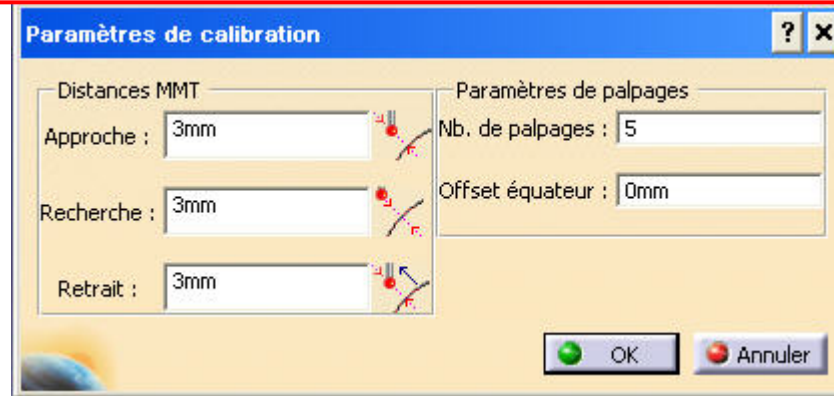 Paramètres de calibration
Distances MMT
Approche : 3mm
Recherche : 3mm
Retrait : 3mm
Paramètres de palpages
Nb. de palpages : 5
Offset équateur : 0mm
OK
Annuler